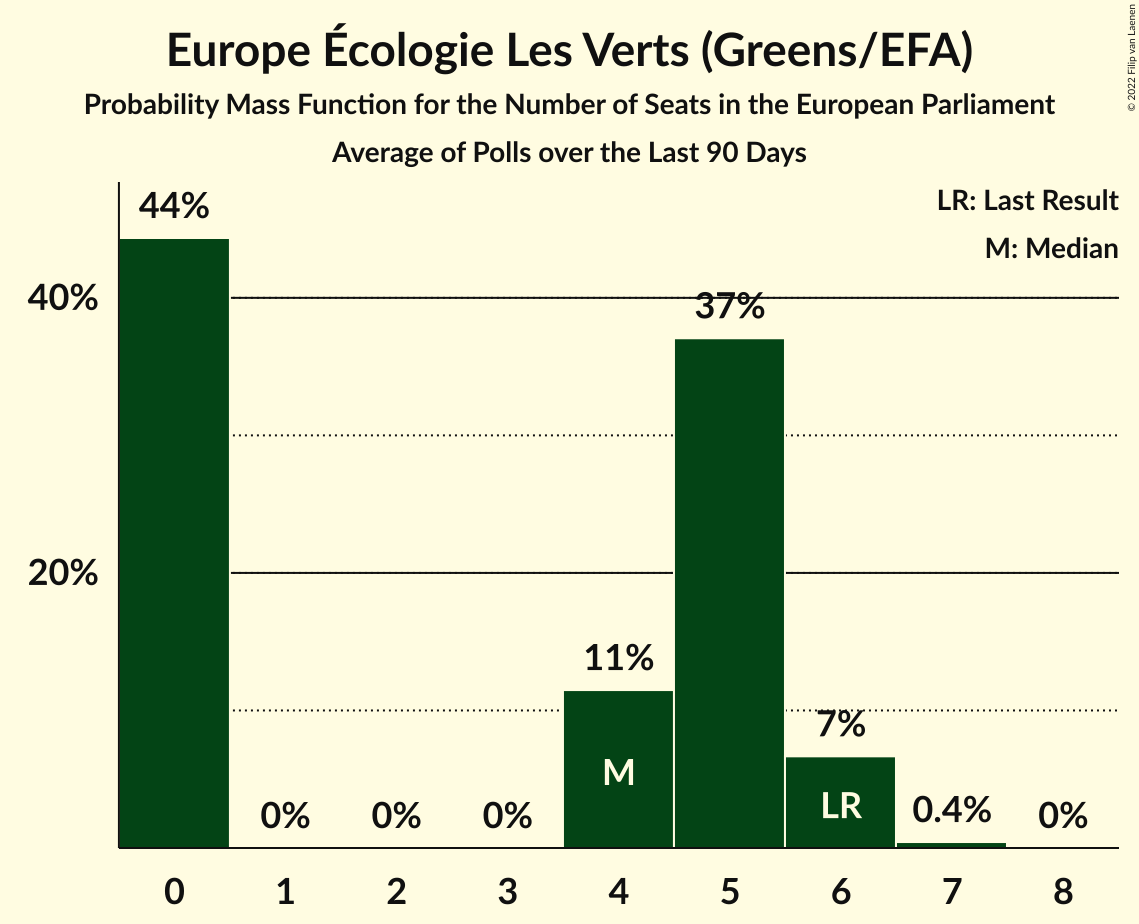 Europe Écologie Les Verts (Greens/EFA)
Probability Mass Function for the Number of Seats in the European Parliament
Average of Polls over the Last 90 Days
© 2022 Filip van Laenen
LR: Last Result
M: Median
44%
40%
37%
20%
11%
7%
M
LR
0%
0%
0%
0.4%
0%
0
1
2
3
4
5
6
7
8